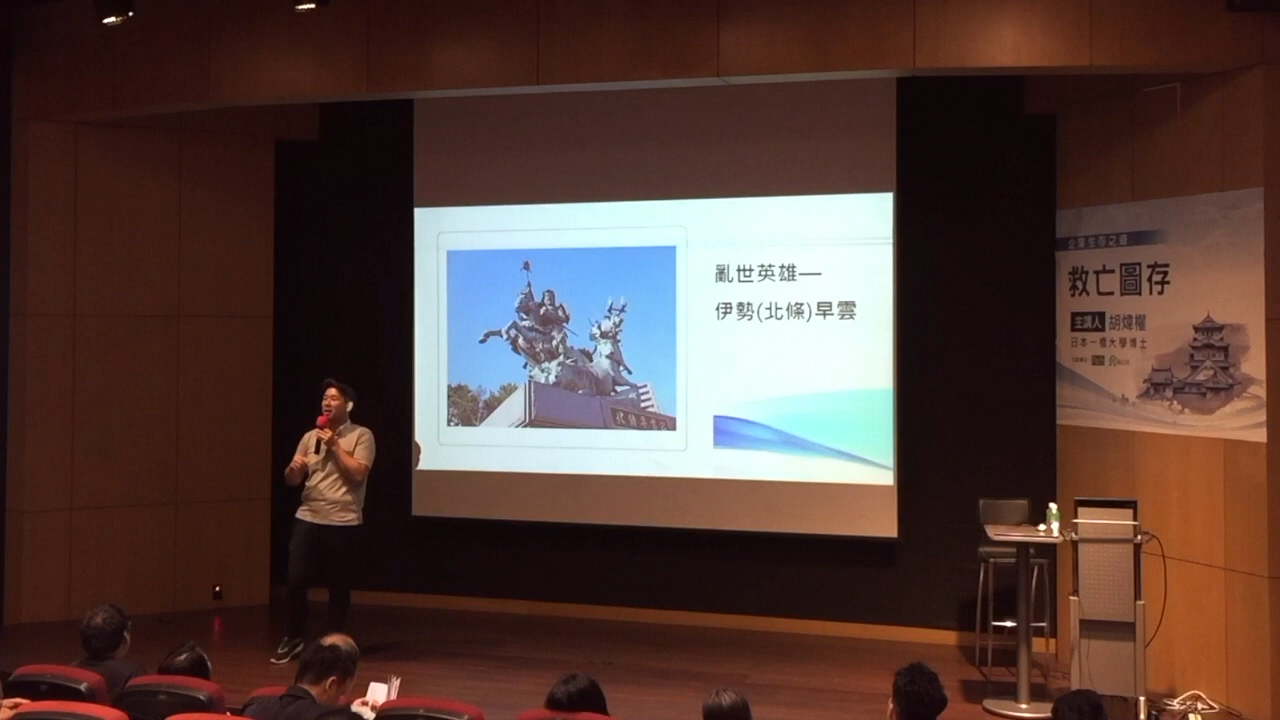 亂世英雄—
伊勢(北條)早雲
救亡圖存
主講人 胡煒權
日本一橋大學博士